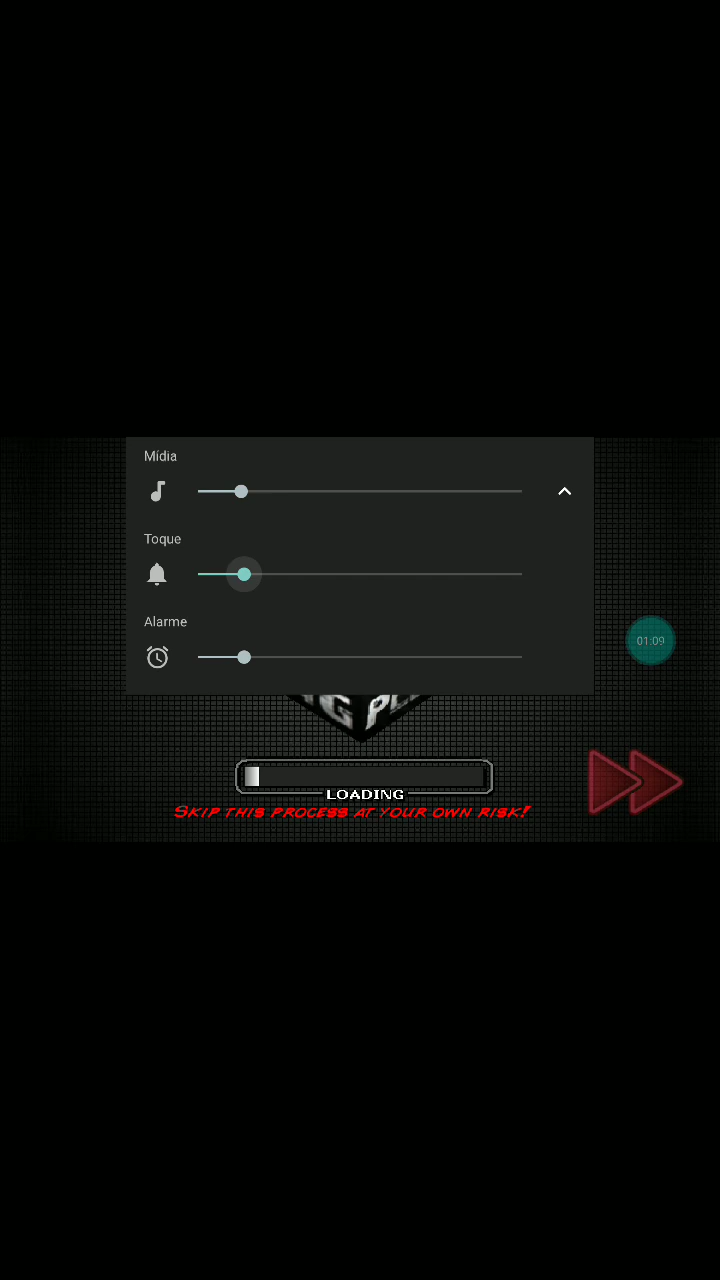 Mídia
Toque
Alarme
01:09
LOADING
SKIP THIS PROCESS AT YOUR OWN RISK!